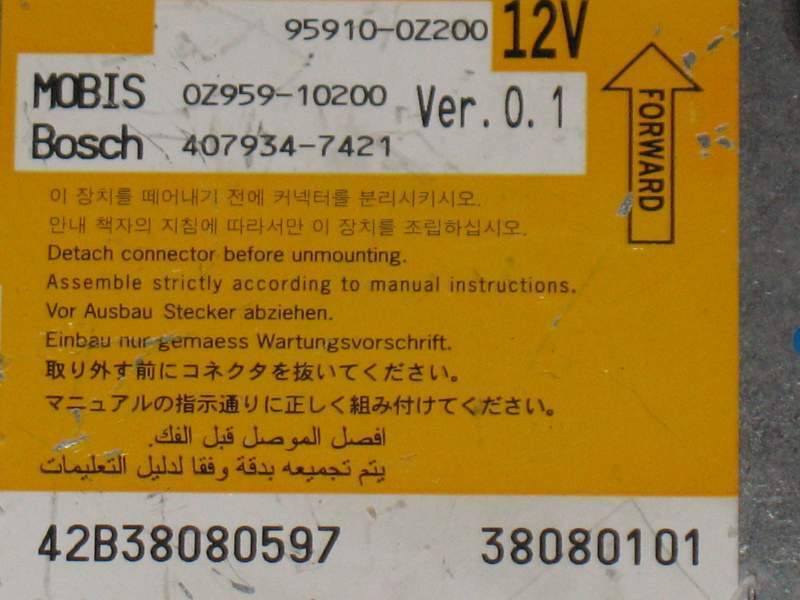 95910-0Z200 12V
MOBIS 0Z959-10200 Ver.0.1
Bosch 407934-7421
FORWARD
이 장치를 떼어내기 전에 커넥터를 분리시키시오.
안내 책자의 지침에 따라서만 이 장치를 조립하십시오.
Detach connector before unmounting.
Assemble strictly according to manual instructions.
Vor Ausbau Stecker abziehen.
Einbau nur gemaess Wartungsvorschrift.
取り外す前にコネクタを抜いてください。
マニュアルの指示通りに正しく組み付けてください。
افصل الموصل قبل الفك.
يتم تجميعه بدقة وفقا لدليل التعليمات
42B38080597 38080101